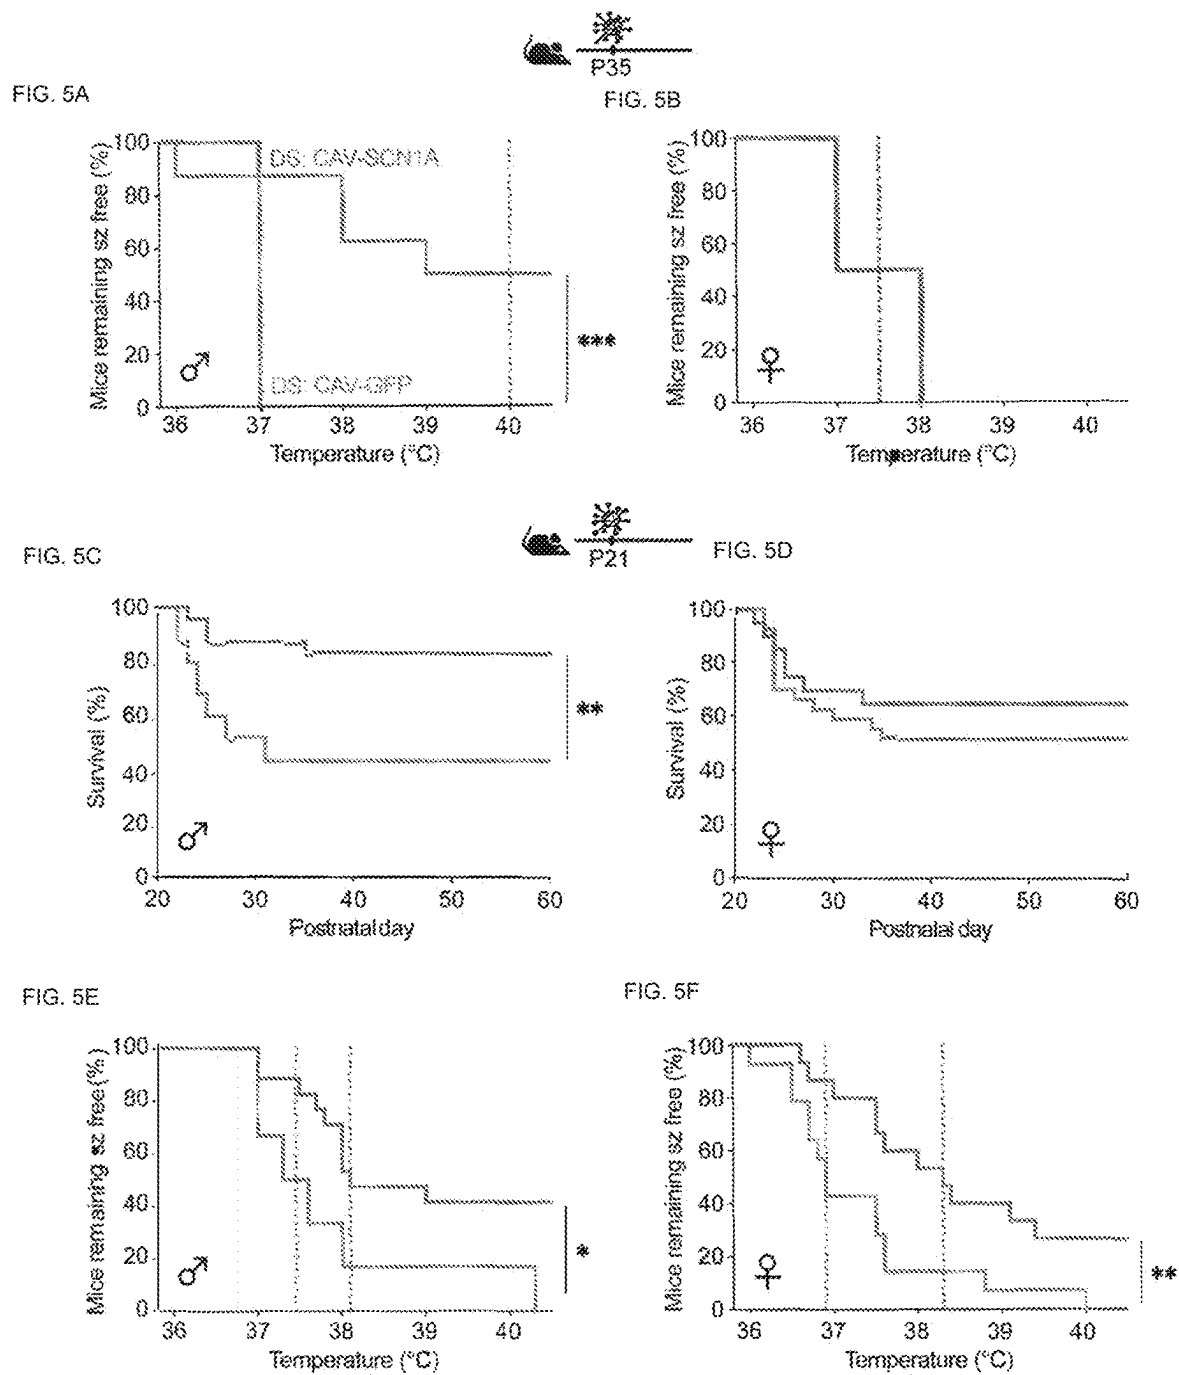 P35
FIG. 5A
FIG. 5B
Mice remaining sz free (%)
100
80
60
40
20
0
DS: CAV-SCN1A
DS: CAV-GFP
♂
***
36 37 38 39 40
Temperature (°C)
Mice remaining sz free (%)
100
80
60
40
20
0
♀
36 37 38 39 40
Temperature (°C)
P21
FIG. 5C
FIG. 5D
Survival (%)
100
80
60
40
20
0
♂
**
20 30 40 50 60
Postnatal day
Survival (%)
100
80
60
40
20
0
♀
20 30 40 50 60
Postnatal day
FIG. 5E
FIG. 5F
Mice remaining sz free (%)
100
80
60
40
20
0
♂
*
36 37 38 39 40
Temperature (°C)
Mice remaining sz free (%)
100
80
60
40
20
0
♀
**
36 37 38 39 40
Temperature (°C)